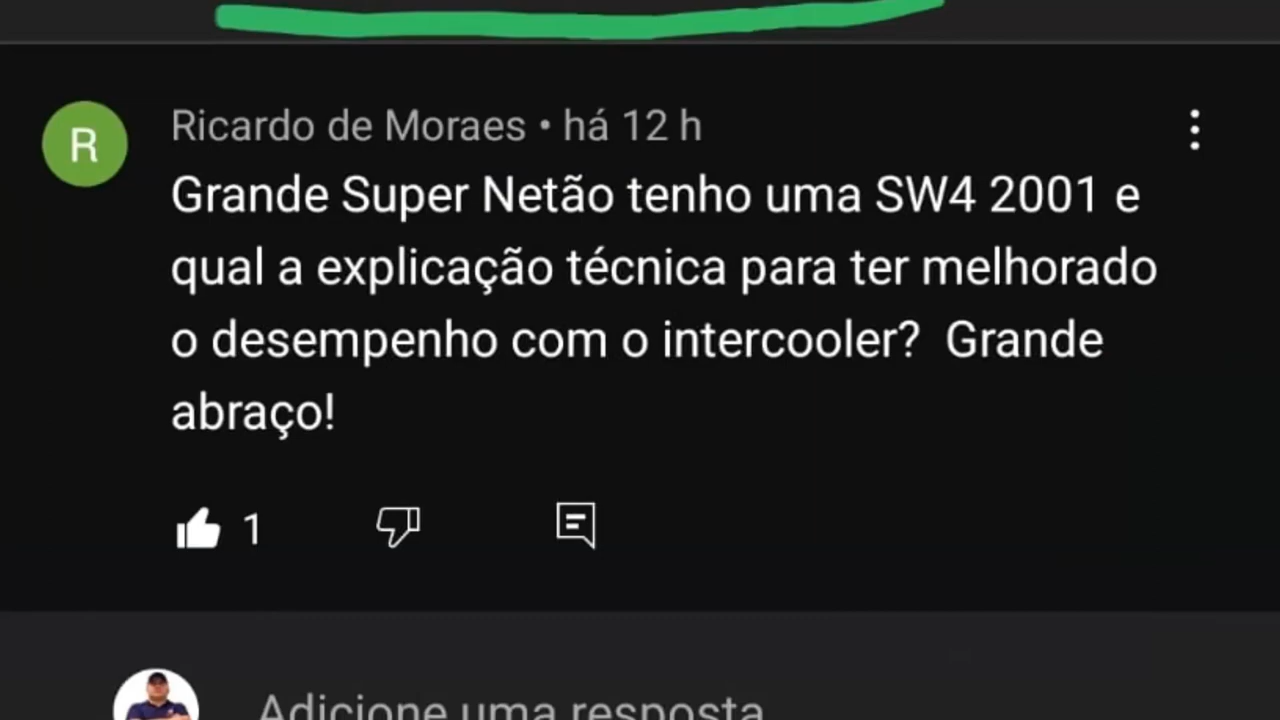 R
Ricardo de Moraes • há 12 h
Grande Super Netão tenho uma SW4 2001 e
qual a explicação técnica para ter melhorado
o desempenho com o intercooler? Grande
abraço!
1
Adicione uma resposta